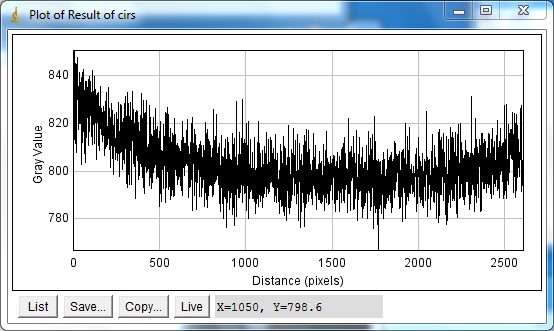 Plot of Result of cirs
840
820
800
780
Gray Value
0 500 1000 1500 2000 2500
Distance (pixels)
List Save... Copy... Live X=1050, Y=798.6